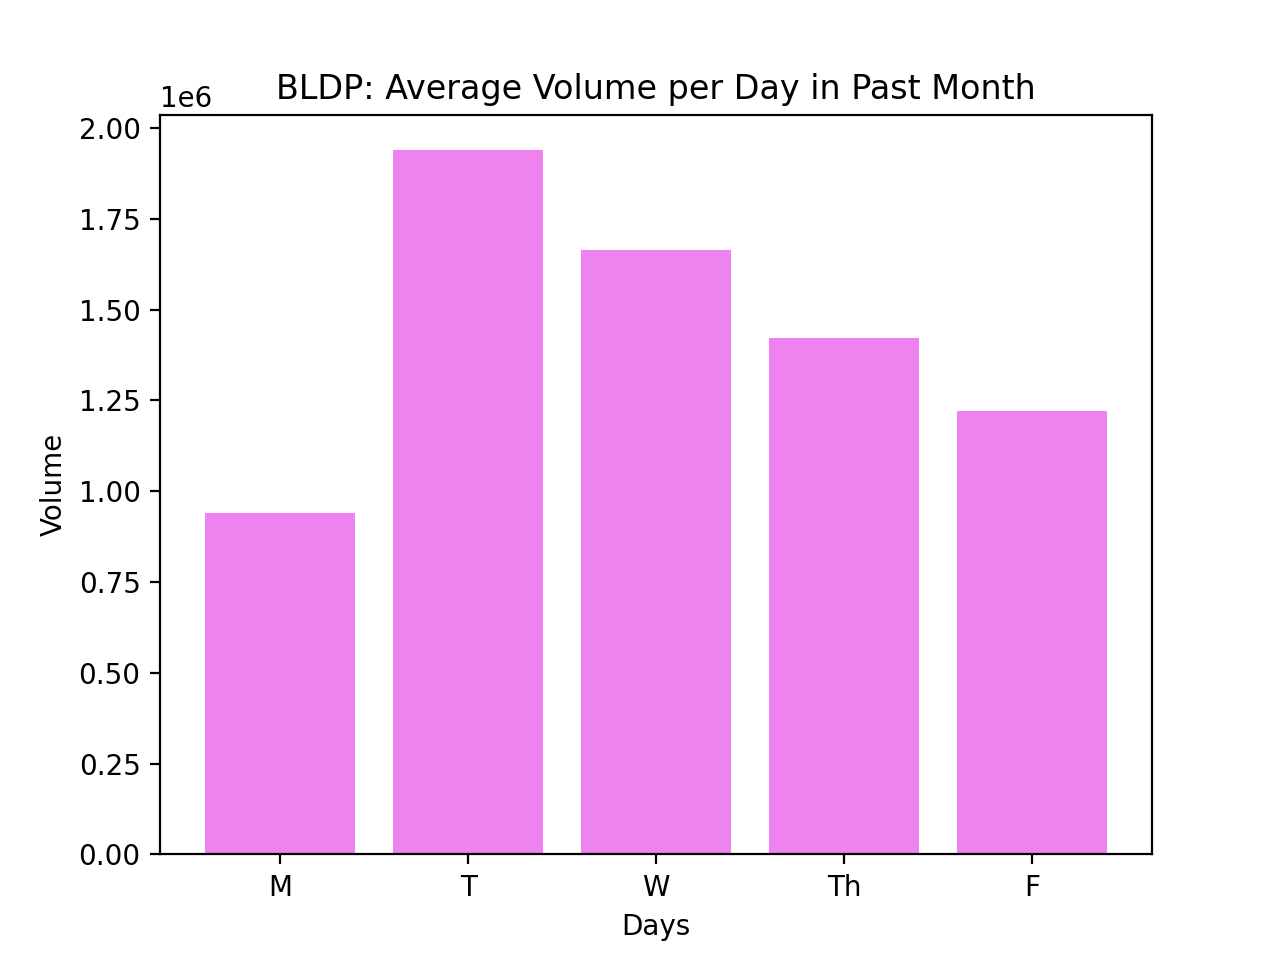 BLDP: Average Volume per Day in Past Month
1e6
2.00
1.75
1.50
1.25
1.00
0.75
0.50
0.25
0.00
Volume
M T W Th F
Days